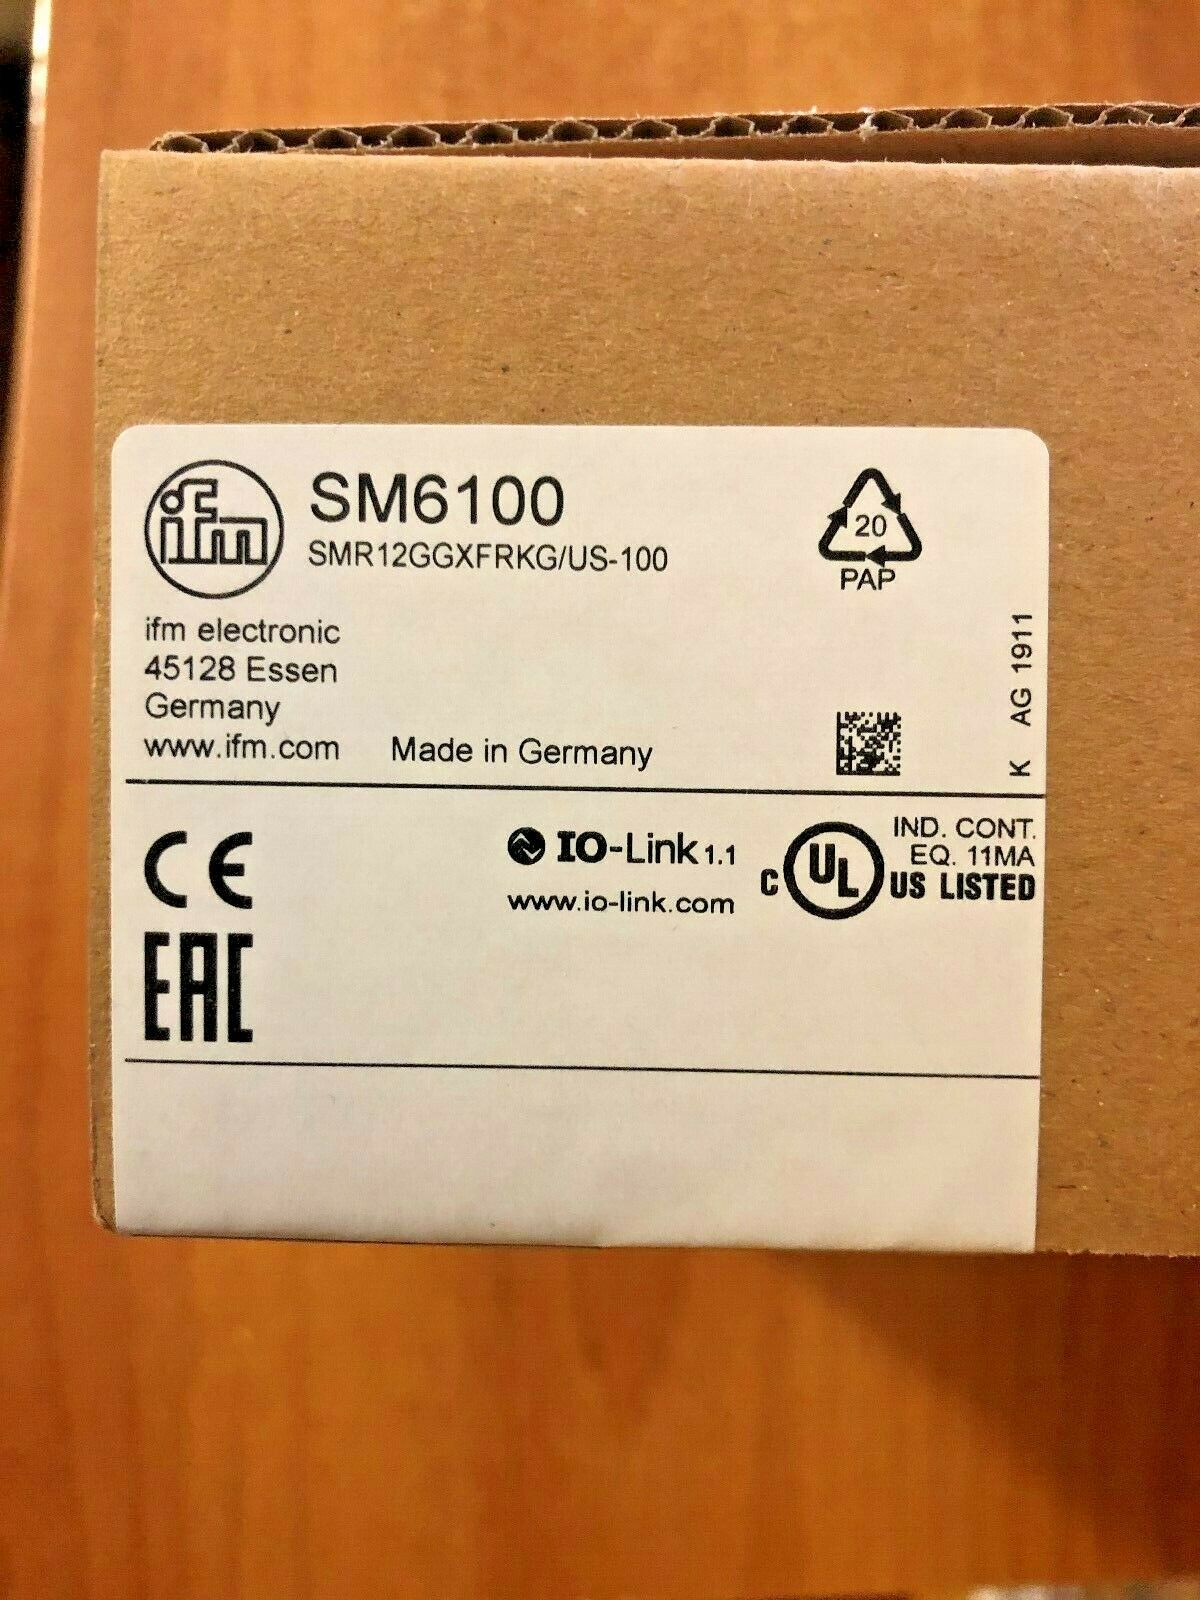 ifm
SM6100
SMR12GGXFRKG/US-100
20
PAP
ifm electronic
45128 Essen
Germany
www.ifm.com
Made in Germany
K AG 1911
CE
IO-Link 1.1
www.io-link.com
C UL US LISTED
IND. CONT.
EQ. 11MA
EAC